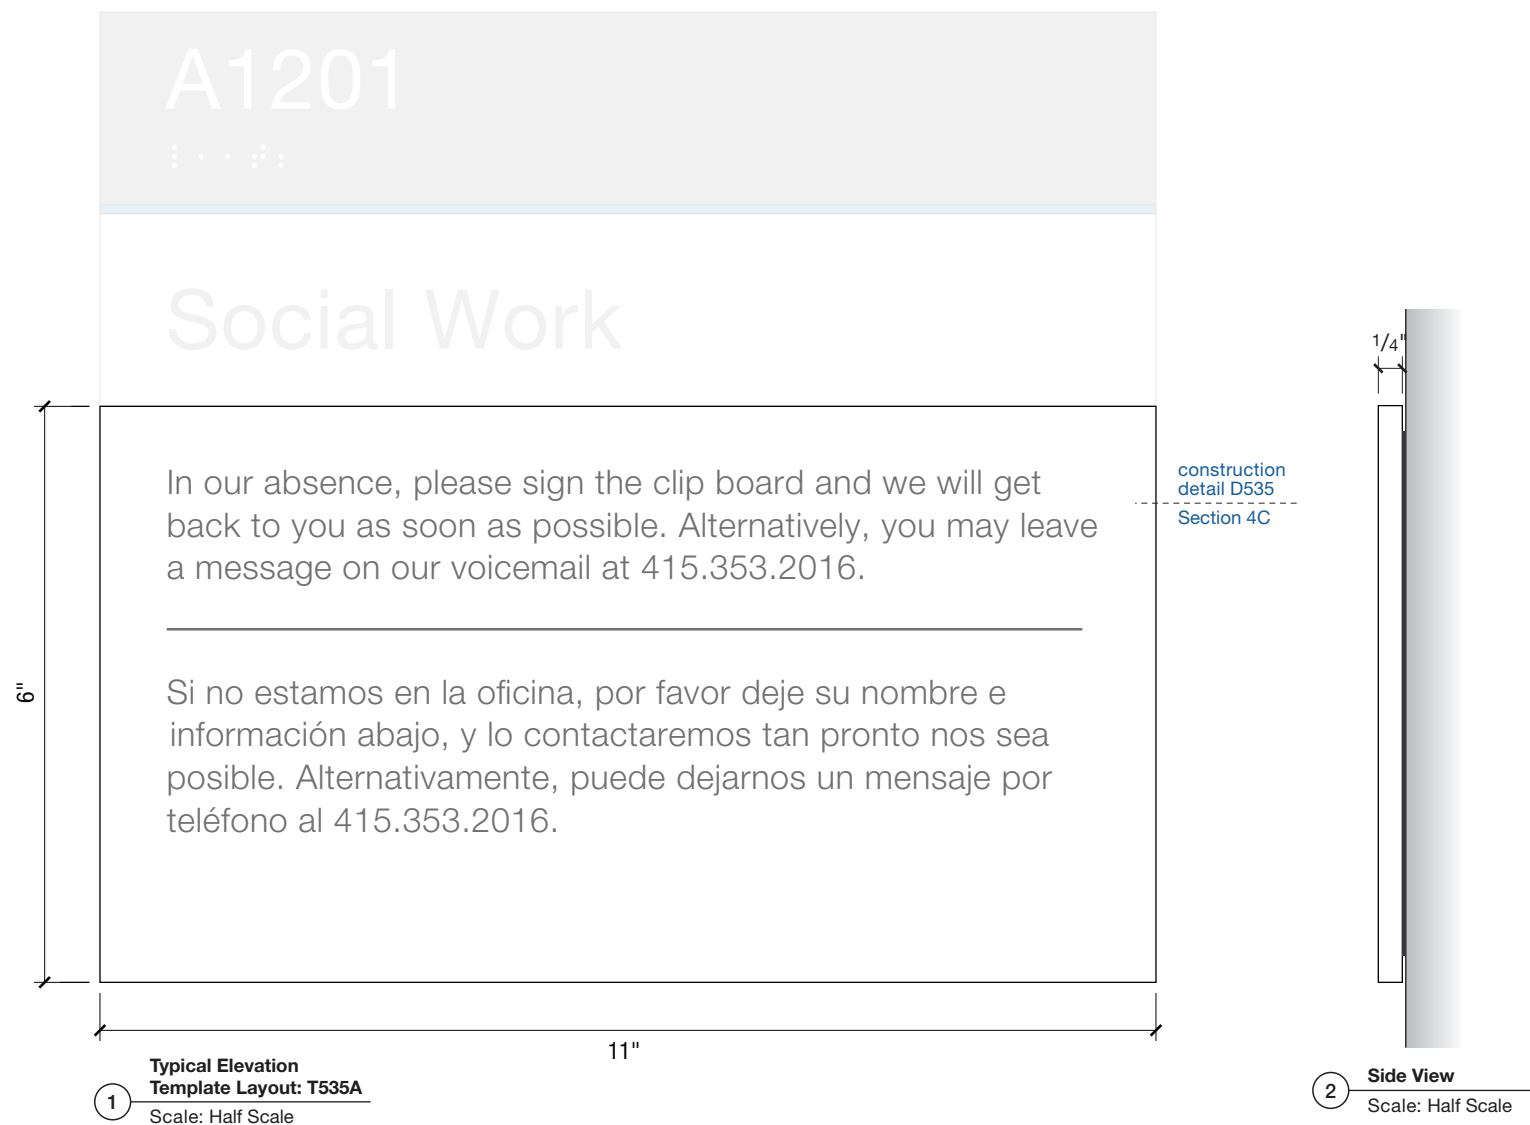 A1201
Social Work
1/4"
In our absence, please sign the clip board and we will get
back to you as soon as possible. Alternatively, you may leave
a message on our voicemail at 415.353.2016.
construction
detail D535
Section 4C
6"
Si no estamos en la oficina, por favor deje su nombre e
información abajo, y lo contactaremos tan pronto nos sea
posible. Alternativamente, puede dejarnos un mensaje por
teléfono al 415.353.2016.
11"
1
Typical Elevation
Template Layout: T535A
Scale: Half Scale
2
Side View
Scale: Half Scale